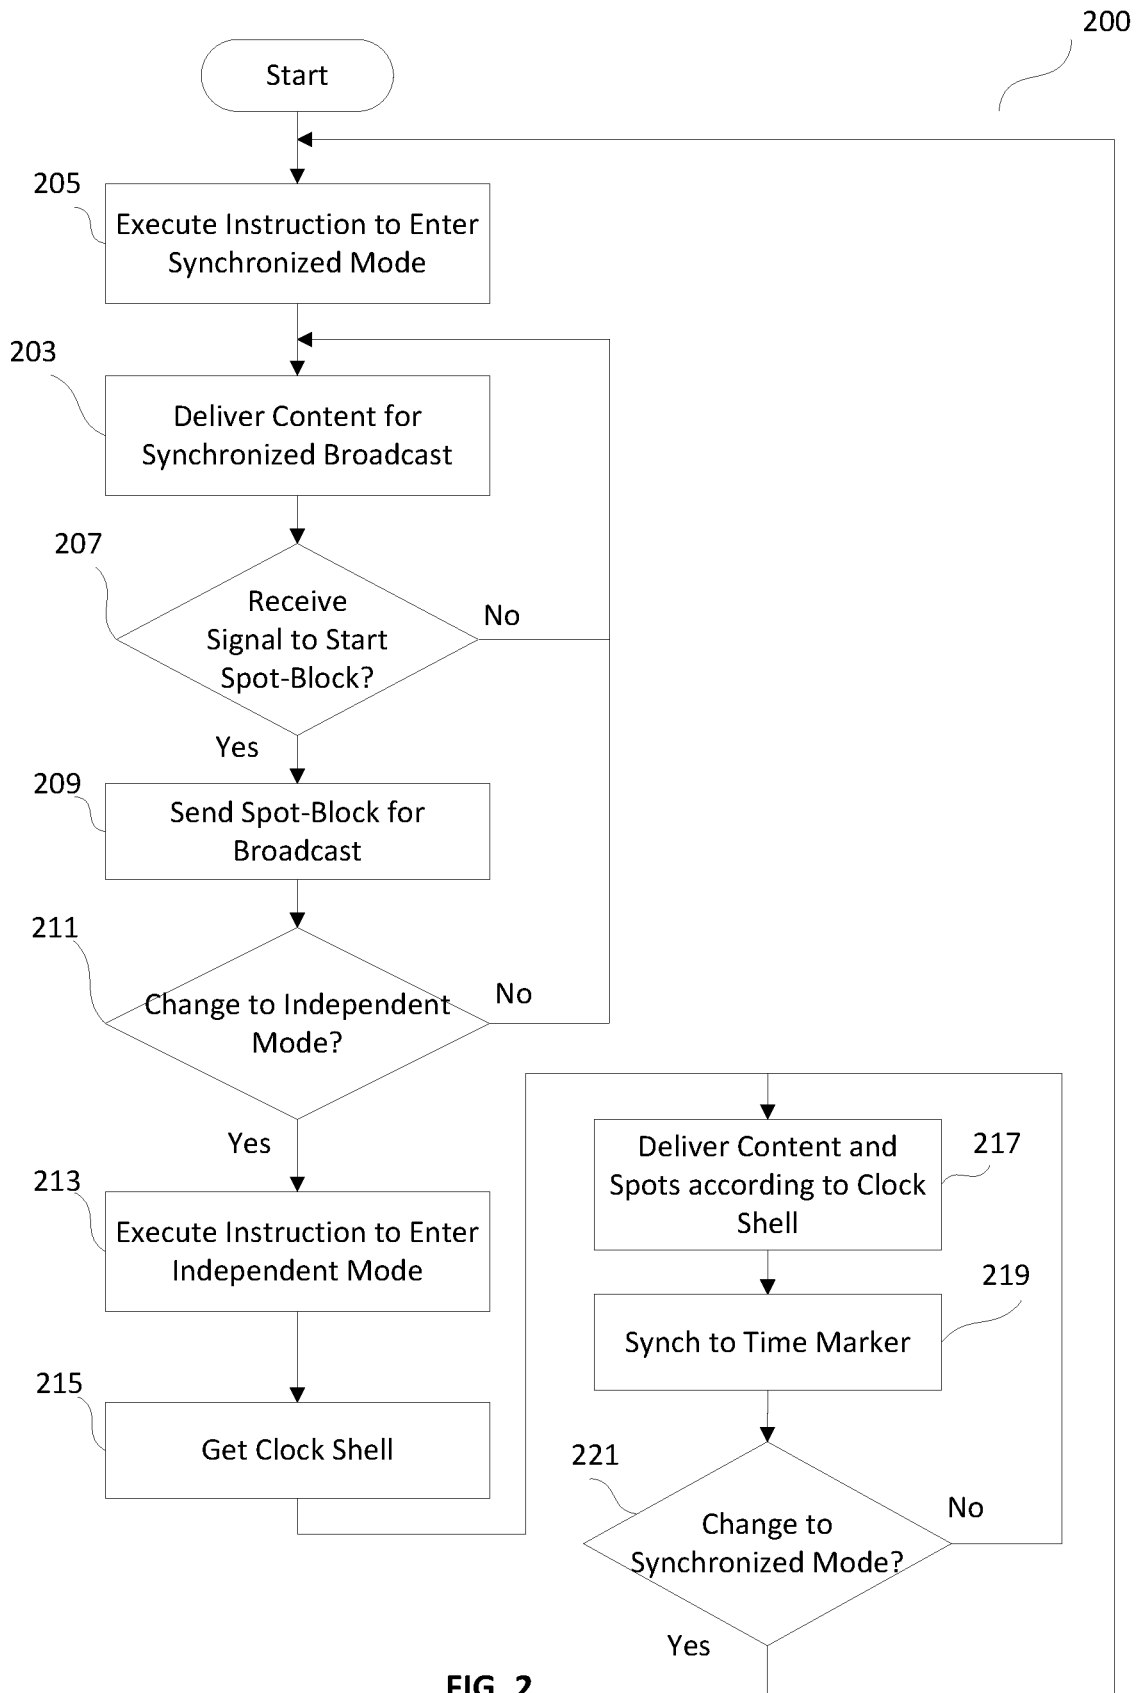 200
Start
205
Execute Instruction to Enter
Synchronized Mode
203
Deliver Content for
Synchronized Broadcast
207
Receive
Signal to Start
Spot-Block?
No
Yes
209
Send Spot-Block for
Broadcast
211
Change to Independent
Mode?
No
Yes
213
Execute Instruction to Enter
Independent Mode
215
Get Clock Shell
217
Deliver Content and
Spots according to Clock
Shell
219
Synch to Time Marker
221
Change to
Synchronized Mode?
No
Yes
FIG. 2